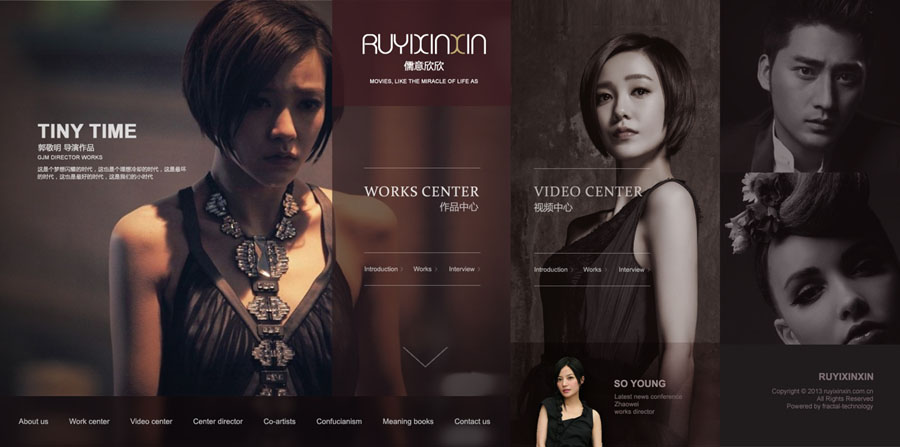 RUYIXINXIN
儒意欣欣
MOVIES, LIKE THE MIRACLE OF LIFE AS
TINY TIME
郭敬明 导演作品
GJM DIRECTOR WORKS
这是个梦想闪耀的时代，这也是个理想冷却的时代，这是最坏
的时代，这也是最好的时代，这是我们的小时代
WORKS CENTER
作品中心
Introduction > Works > Interview >
VIDEO CENTER
视频中心
Introduction > Works > Interview >
SO YOUNG
Latest news conference
Zhaowei
works director
RUYIXINXIN
Copyright © 2013 ruyixinxin.com.cn
All Rights Reserved
Powered by fractal-technology
About us Work center Video center Center director Co-artists Confucianism Meaning books Contact us